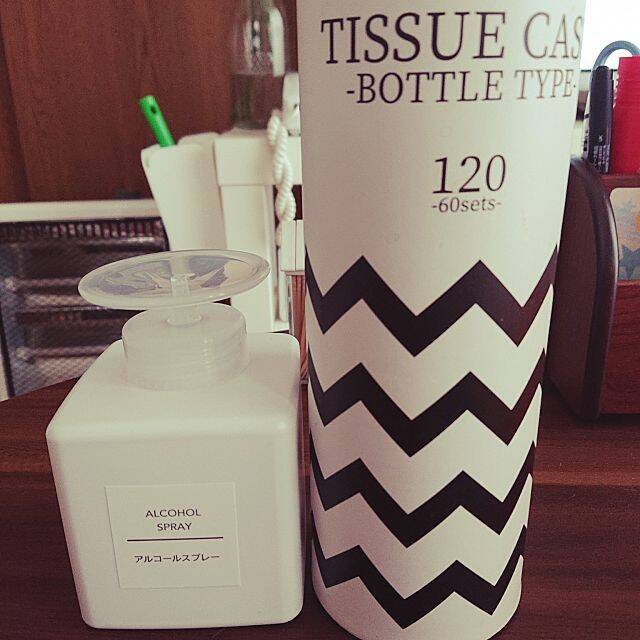 TISSUE CAS
-BOTTLE TYPE-
120
-60sets-
ALCOHOL
SPRAY
アルコールスプレー